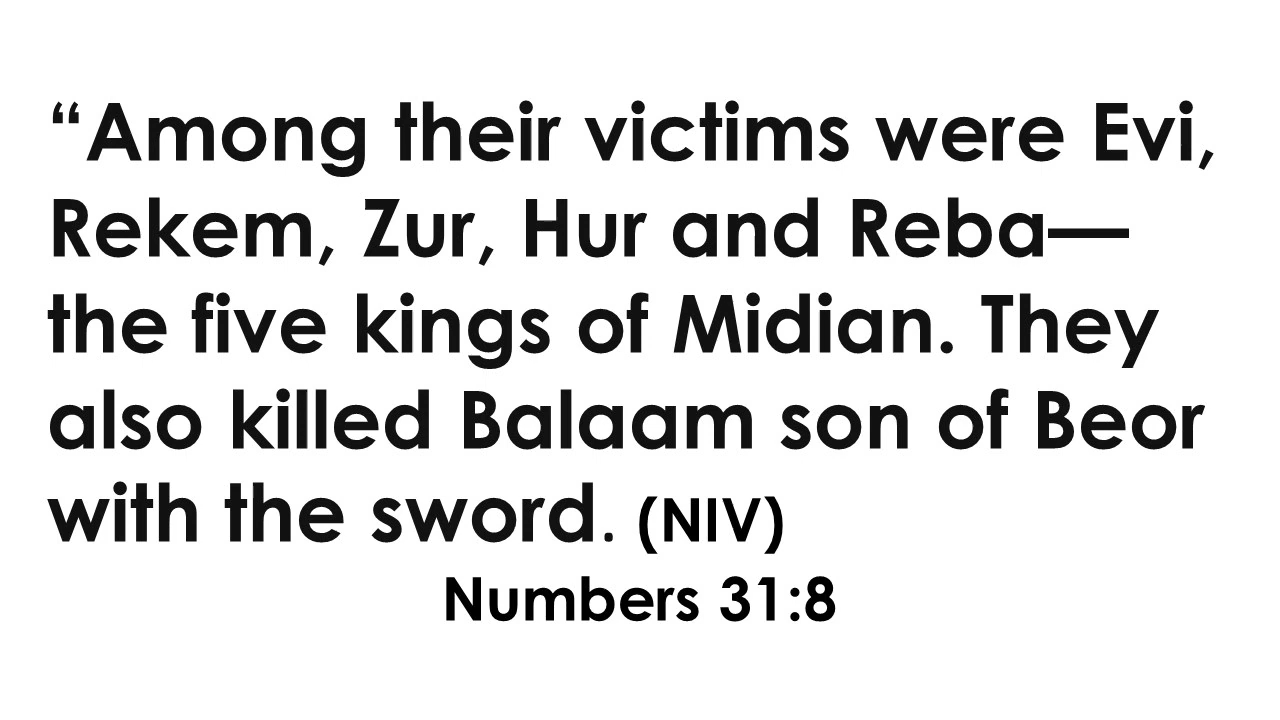 “Among their victims were Evi,
Rekem, Zur, Hur and Reba—
the five kings of Midian. They
also killed Balaam son of Beor
with the sword. (NIV)
Numbers 31:8